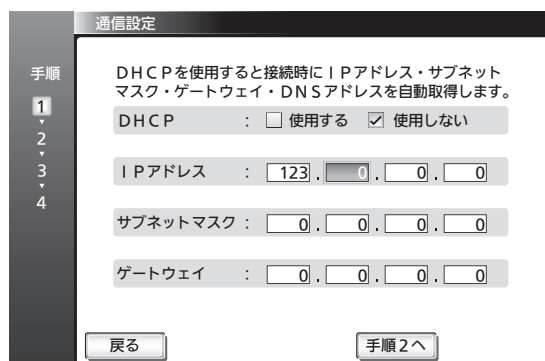 通信設定
手順
1
2
3
4
DHCPを使用すると接続時にIPアドレス・サブネット
マスク・ゲートウェイ・DNSアドレスを自動取得します。
DHCP : 使用する 使用しない
IPアドレス : 123 . 0 . 0 . 0
サブネットマスク : 0 . 0 . 0 . 0
ゲートウェイ : 0 . 0 . 0 . 0
戻る 手順2へ